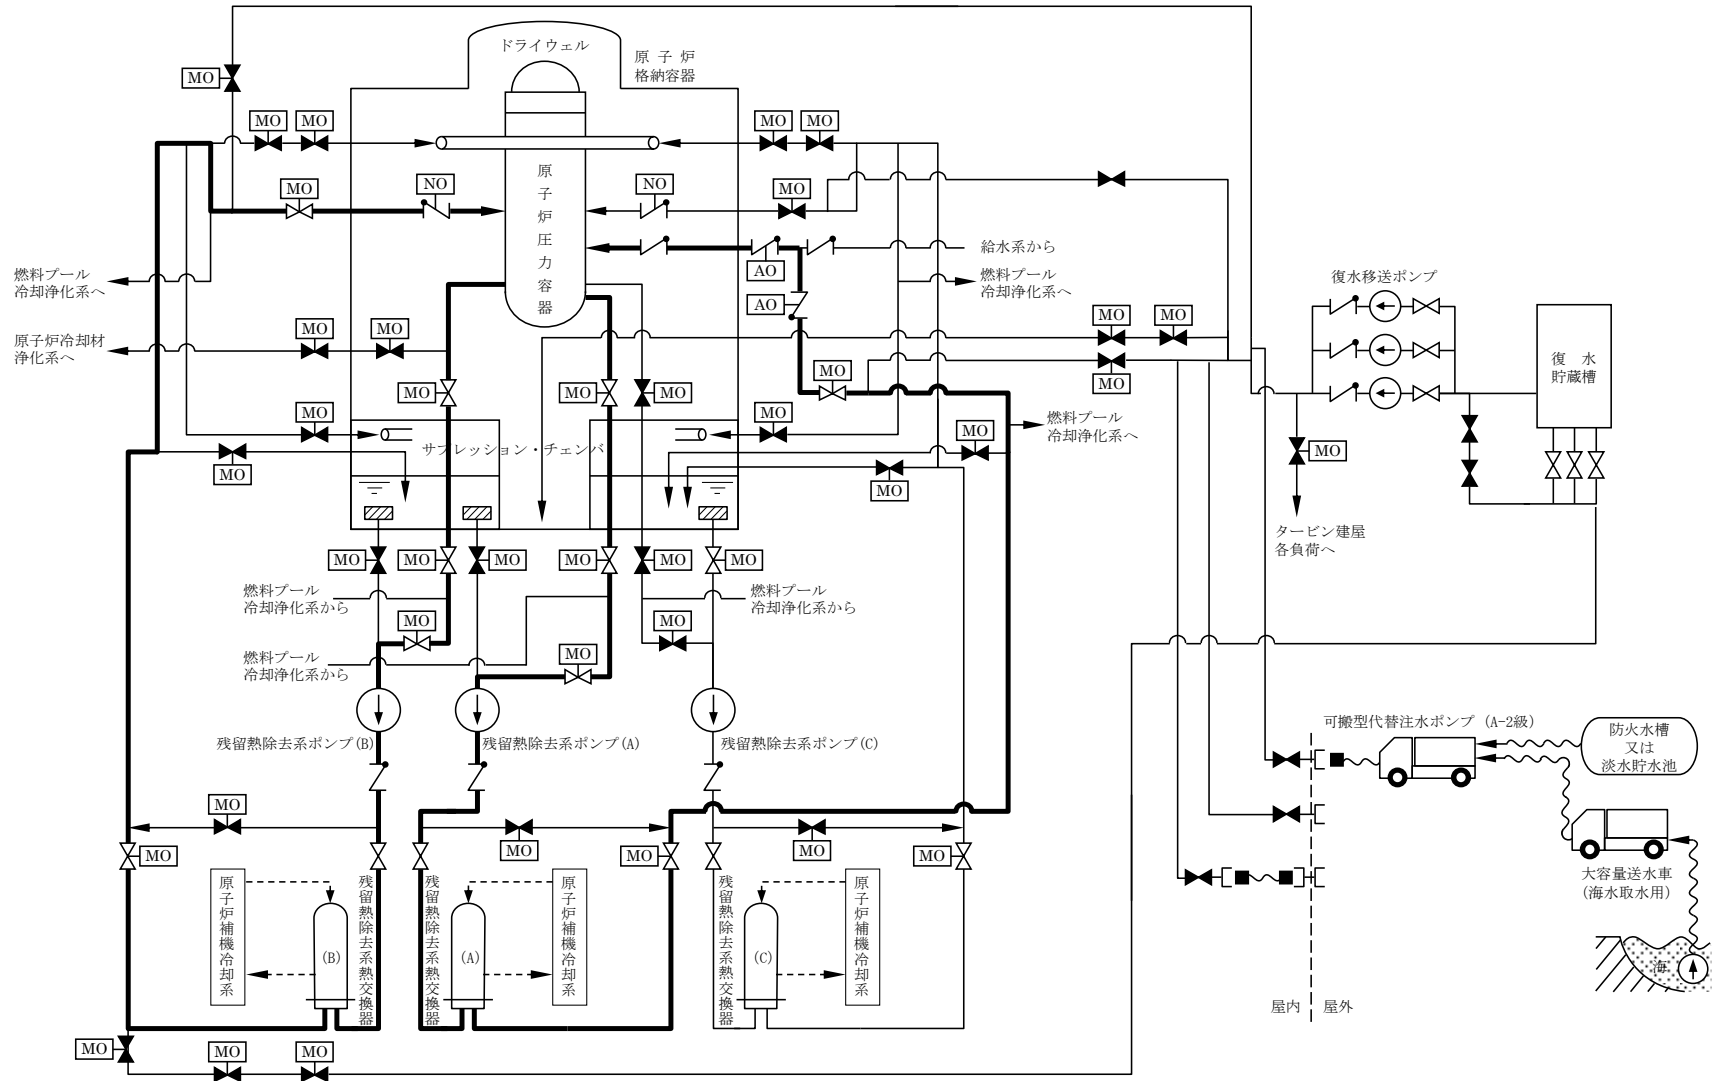 ドライウェル
原子炉
格納容器
MO
MO
MO
MO
MO
MO
NO
NO
MO
原子炉圧力容器
給水系から
AO
燃料プール
冷却浄化系へ
燃料プール
冷却浄化系へ
AO
復水移送ポンプ
MO
MO
原子炉冷却材
浄化系へ
MO
MO
MO
MO
復水
貯蔵槽
MO
MO
MO
MO
MO
MO
燃料プール
冷却浄化系へ
サプレッション・チェンバ
MO
MO
MO
MO
タービン建屋
各負荷へ
MO
MO
MO
MO
MO
MO
燃料プール
冷却浄化系から
燃料プール
冷却浄化系から
MO
MO
燃料プール
冷却浄化系から
MO
残留熱除去系ポンプ(B)
残留熱除去系ポンプ(A)
残留熱除去系ポンプ(C)
可搬型代替注水ポンプ (A-2級)
防火水槽
又は
淡水貯水池
MO
MO
MO
MO
MO
MO
大容量送水車
(海水取水用)
原子炉補機冷却系
(B)
残留熱除去系熱交換器
残留熱除去系熱交換器
(A)
原子炉補機冷却系
残留熱除去系熱交換器
(C)
原子炉補機冷却系
海
屋内
屋外
MO
MO
MO